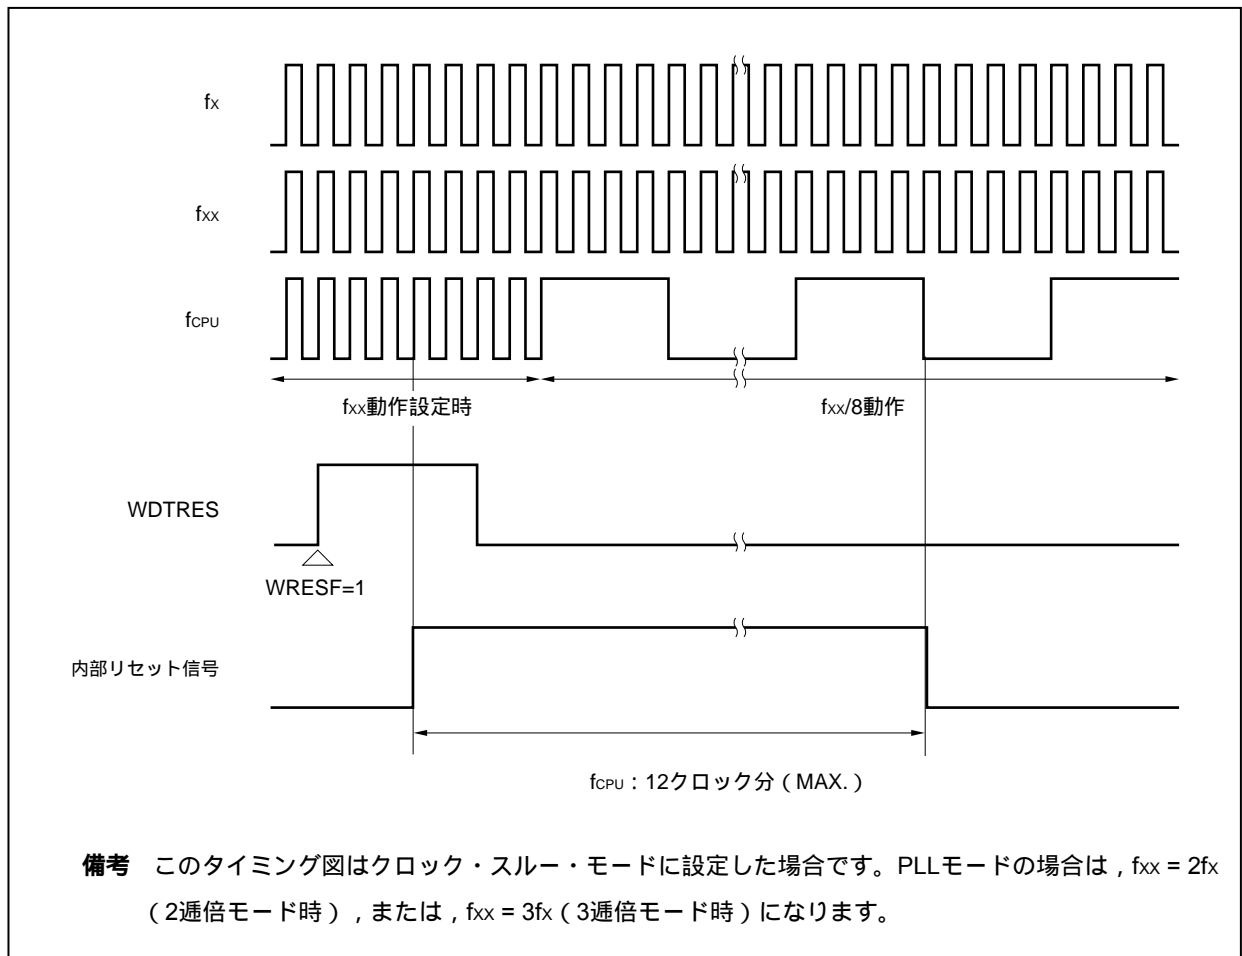 fX
fXX
fCPU
fXX動作設定時
fXX/8動作
WDTRES
WRESF=1
内部リセット信号
fCPU：12クロック分（MAX.）
備考　このタイミング図はクロック・スルー・モードに設定した場合です。PLLモードの場合は，fXX = 2fX
（2逓倍モード時），または，fXX = 3fX（3逓倍モード時）になります。